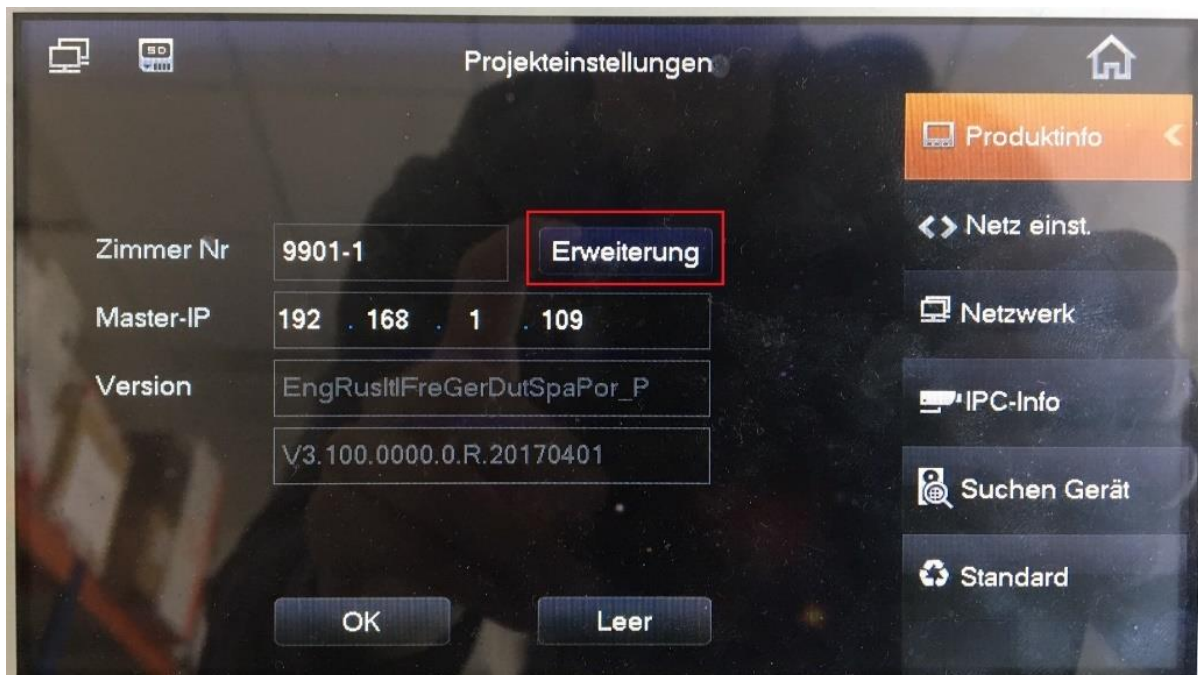 SD
Projekteinstellungen
Produktinfo
Netz einst.
Zimmer Nr 9901-1 Erweiterung
Master-IP 192 . 168 . 1 . 109
Netzwerk
Version EngRusItlFreGerDutSpaPor_P
IPC-Info
V3.100.0000.0.R.20170401
Suchen Gerät
Standard
OK Leer